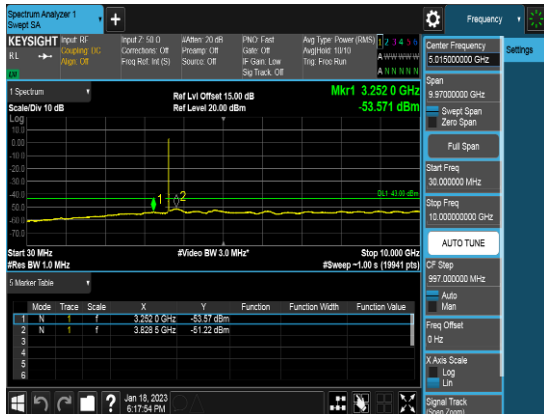 Spectrum Analyzer 1
Swept SA
+
Frequency
KEYSIGHT
RL
Input: RF
Coupling: DC
Align: Off
Input Z: 50 Ω
Corrections: Off
Freq Ref: Int (S)
#Atten: 20 dB
Preamp: Off
Source: Off
PNO: Fast
Gate: Off
IF Gain: Low
Sig Track: Off
Avg Type: Power (RMS)
Avg|Hold: 10/10
Trig: Free Run
1 2 3 4 5 6
A W W W W W
A N N N N N
1 Spectrum
Scale/Div 10 dB
Ref Lvl Offset 15.00 dB
Ref Level 20.00 dBm
Mkr1 3.252 0 GHz
-53.571 dBm
Log
10.0
0.00
-10.0
-20.0
-30.0
-40.0
-50.0
-60.0
-70.0
1
2
DL1 -43.00 dBm
Start 30 MHz
#Res BW 1.0 MHz
#Video BW 3.0 MHz*
Stop 10.000 GHz
#Sweep ~1.00 s (19941 pts)
5 Marker Table
Mode Trace Scale X Y Function Function Width Function Value
1 N 1 f 3.252 0 GHz -53.57 dBm
2 N 1 f 3.828 5 GHz -51.22 dBm
3
4
5
6
Jan 18, 2023
6:17:54 PM
Center Frequency
5.015000000 GHz
Settings
Span
9.97000000 GHz
Swept Span
Zero Span
Full Span
Start Freq
30.000000 MHz
Stop Freq
10.000000000 GHz
AUTO TUNE
CF Step
997.000000 MHz
Auto
Man
Freq Offset
0 Hz
X Axis Scale
Log
Lin
Signal Track
(Span Zoom)